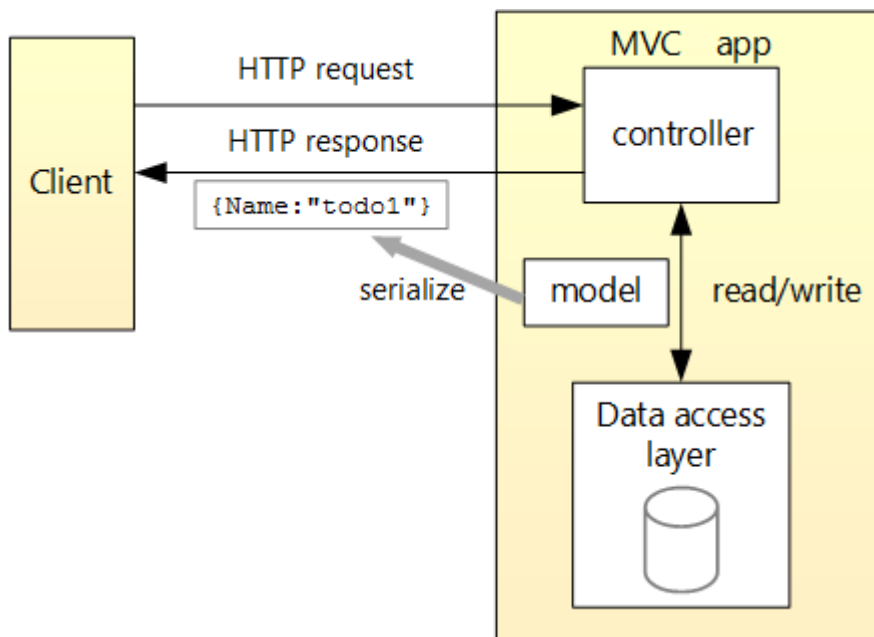 MVC app
HTTP request
controller
HTTP response
Client
{Name:"todo1"}
serialize
model
read/write
Data access
layer